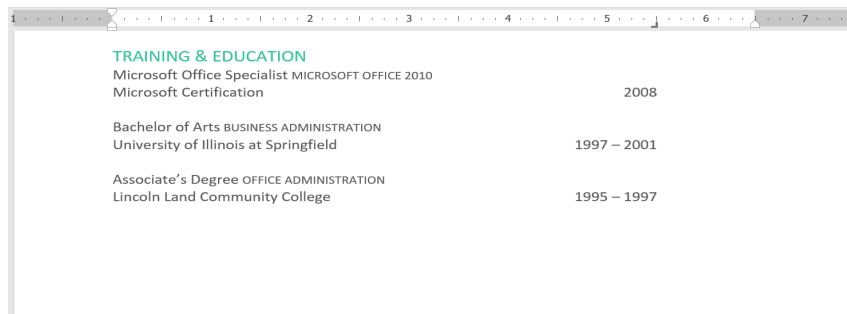 1 1 2 3 4 5 6 7
TRAINING & EDUCATION
Microsoft Office Specialist MICROSOFT OFFICE 2010
Microsoft Certification 2008
Bachelor of Arts BUSINESS ADMINISTRATION
University of Illinois at Springfield 1997 – 2001
Associate’s Degree OFFICE ADMINISTRATION
Lincoln Land Community College 1995 – 1997